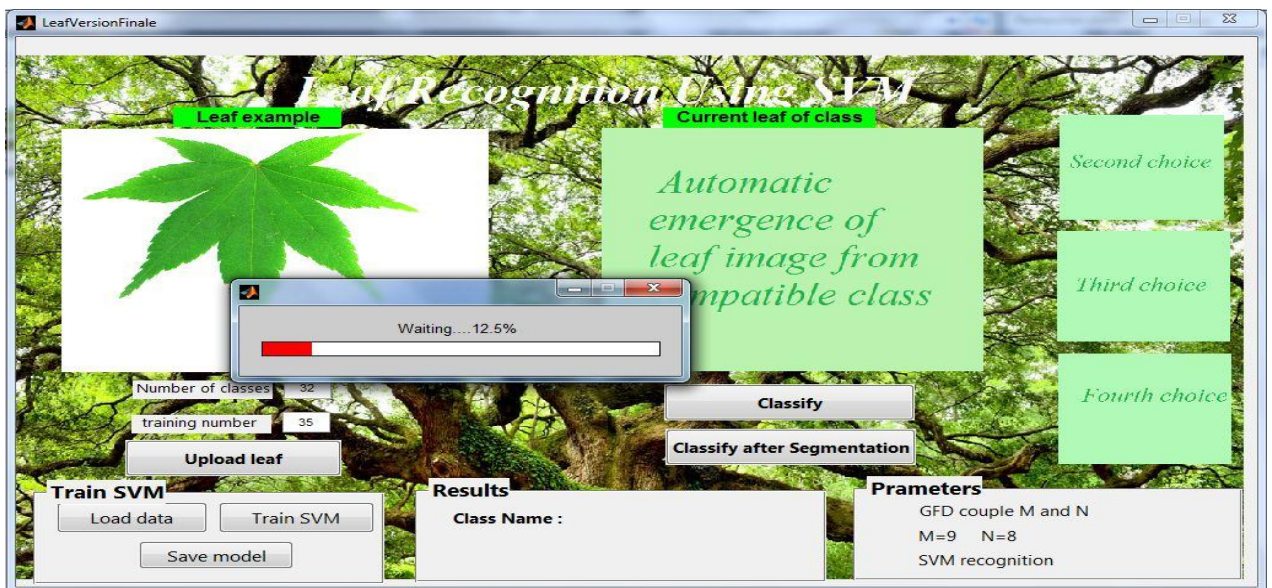 LeafVersionFinale
Leaf Recognition Using SVM
Leaf example
Current leaf of class
Automatic
emergence of
leaf image from
class
Second choice
Third choice
Fourth choice
Waiting....12.5%
Number of classes 32
training number 35
Upload leaf
Classify
Classify after Segmentation
Train SVM
Load data
Train SVM
Save model
Results
Class Name :
Prameters
GFD couple M and N
M=9 N=8
SVM recognition